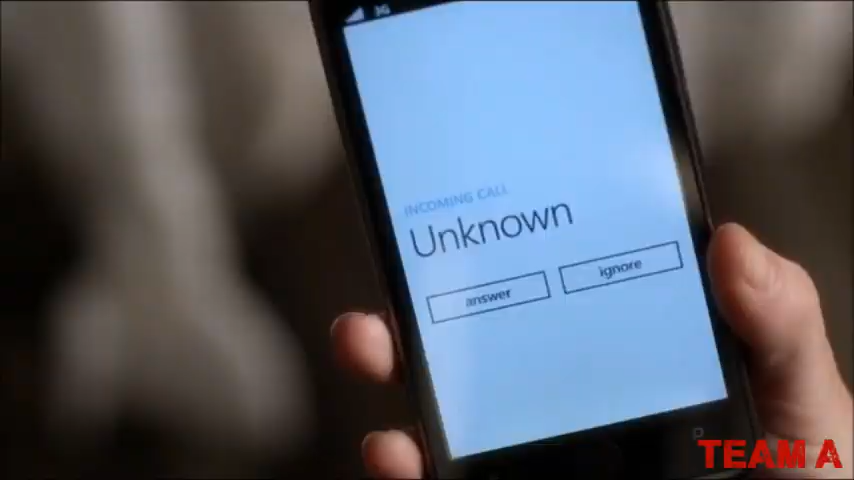 3G
INCOMING CALL
Unknown
answer
ignore
TEAM A